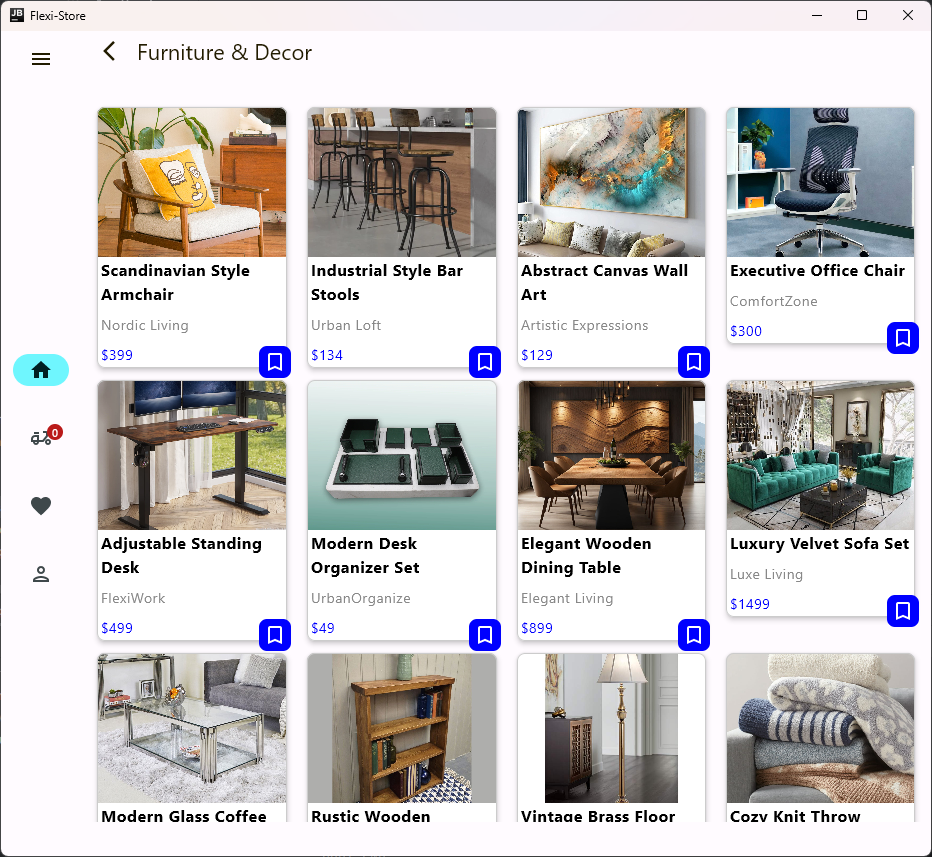 JB
Flexi-Store
Furniture & Decor
Scandinavian Style
Armchair
Nordic Living
$399
Industrial Style Bar
Stools
Urban Loft
$134
Abstract Canvas Wall
Art
Artistic Expressions
$129
Executive Office Chair
ComfortZone
$300
0
Adjustable Standing
Desk
FlexiWork
$499
Modern Desk
Organizer Set
UrbanOrganize
$49
Elegant Wooden
Dining Table
Elegant Living
$899
Luxury Velvet Sofa Set
Luxe Living
$1499
Modern Glass Coffee
Rustic Wooden
Vintage Brass Floor
Cozy Knit Throw